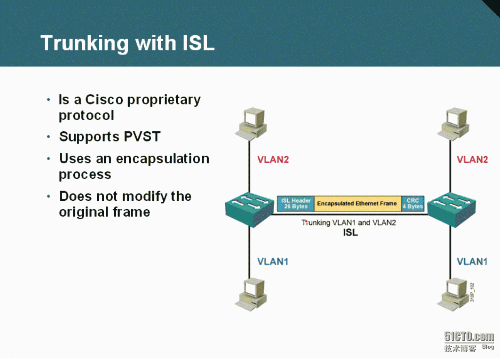 Trunking with ISL
• Is a Cisco proprietary
protocol
• Supports PVST
• Uses an encapsulation
process
• Does not modify the
original frame
VLAN2
VLAN2
ISL Header
26 Bytes
Encapsulated Ethernet Frame
CRC
4 Bytes
Trunking VLAN1 and VLAN2
ISL
VLAN1
VLAN1
51CTO.com
技术博客 Blog